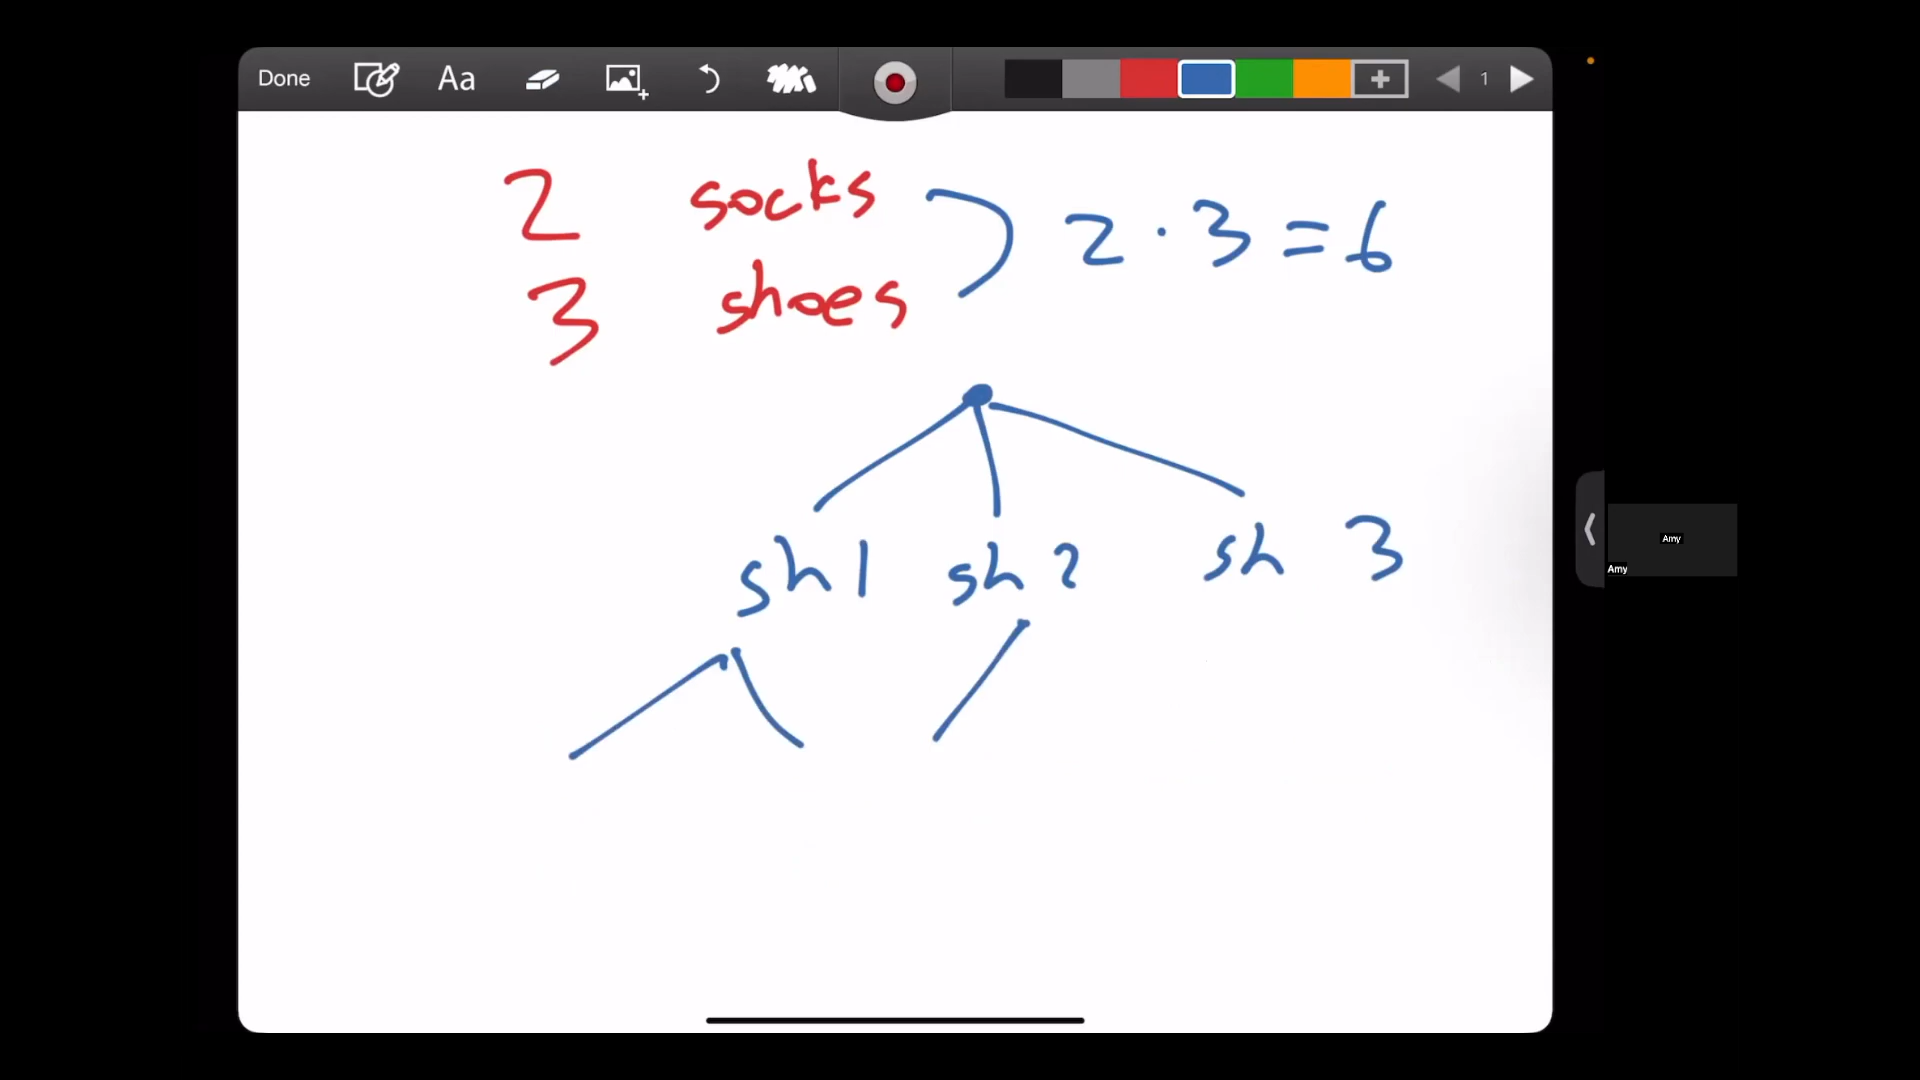 Done Aa 1
2 socks
3 shoes
2 · 3 = 6
sh 1 sh 2 sh 3
Amy
Amy